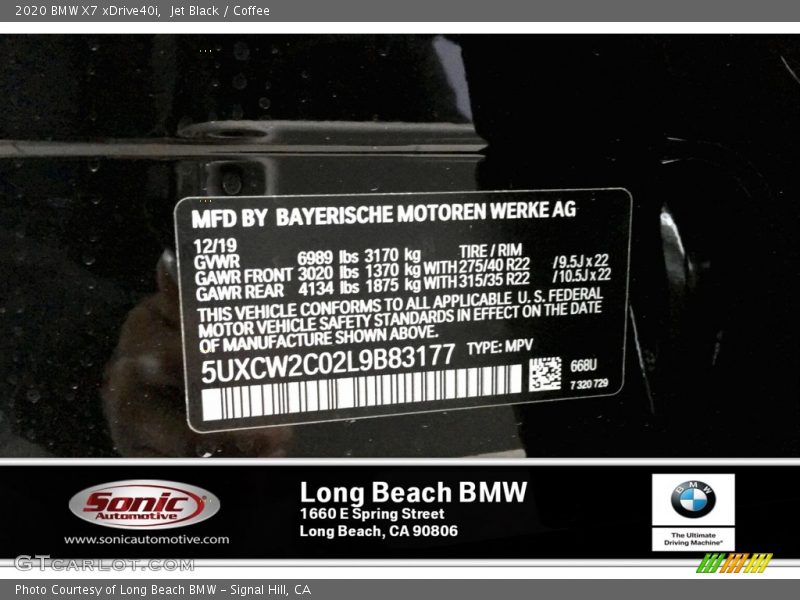 2020 BMW X7 xDrive40i,  Jet Black / Coffee
MFD BY BAYERISCHE MOTOREN WERKE AG
12/19
GVWR 6989 lbs 3170 kg TIRE / RIM
GAWR FRONT 3020 lbs 1370 kg WITH 275/40 R22 /9.5J x 22
GAWR REAR 4134 lbs 1875 kg WITH 315/35 R22 /10.5J x 22
THIS VEHICLE CONFORMS TO ALL APPLICABLE U. S. FEDERAL
MOTOR VEHICLE SAFETY STANDARDS IN EFFECT ON THE DATE
OF MANUFACTURE SHOWN ABOVE.
5UXCW2C02L9B83177 TYPE: MPV
668U
7 320 729
Sonic
Automotive
www.sonicautomotive.com
Long Beach BMW
1660 E Spring Street
Long Beach, CA 90806
BMW
The Ultimate
Driving Machine®
GTCARLOT.COM
Photo Courtesy of Long Beach BMW – Signal Hill, CA